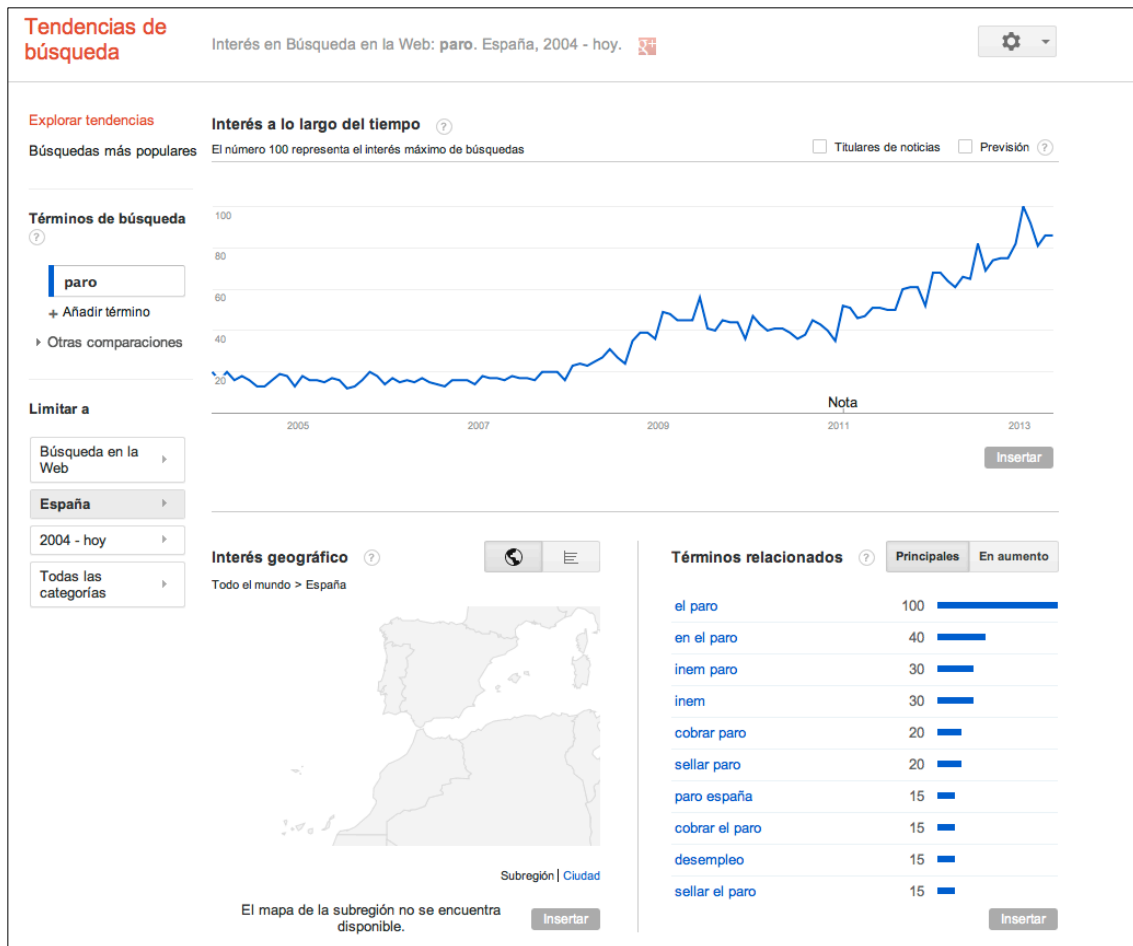 Tendencias de
búsqueda
Interés en Búsqueda en la Web: paro. España, 2004 - hoy.
g+
Explorar tendencias
Búsquedas más populares
Términos de búsqueda
?
paro
+ Añadir término
Otras comparaciones
Limitar a
Búsqueda en la
Web
España
2004 - hoy
Todas las
categorías
Interés a lo largo del tiempo ?
El número 100 representa el interés máximo de búsquedas
Titulares de noticias Previsión ?
100
80
60
40
20
Nota
2005 2007 2009 2011 2013
Insertar
Interés geográfico ?
Todo el mundo > España
Subregión | Ciudad
El mapa de la subregión no se encuentra
disponible.
Insertar
Términos relacionados ? Principales En aumento
el paro 100
en el paro 40
inem paro 30
inem 30
cobrar paro 20
sellar paro 20
paro españa 15
cobrar el paro 15
desempleo 15
sellar el paro 15
Insertar